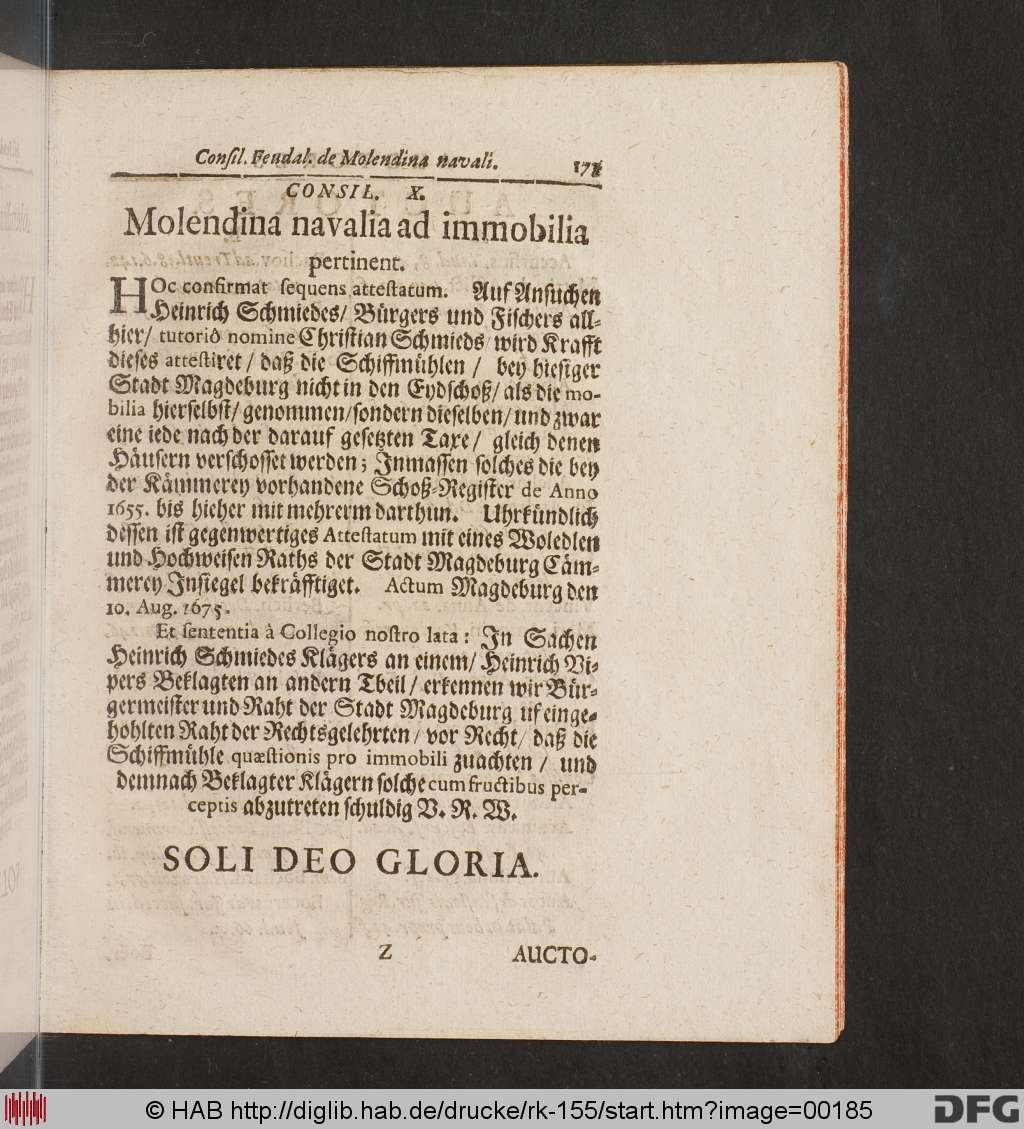 Consil. Feudal. de Molendina navali. 171
CONSIL. X.
Molendina navalia ad immobilia
pertinent.
HOc confirmat sequens attestatum. Auf Ansuchen
Heinrich Schmiedes/ Bürgers und Fischers all-
hier/ tutoriô nomine Christian Schmieds wird Krafft
dieses attestiret/ daß die Schiffmühlen/ bey hiesiger
Stadt Magdeburg nicht in den Eydschoß/ als die mo-
bilia hierselbst/ genommen/ sondern dieselben/ und zwar
eine iede nach der darauf gesetzten Taxe/ gleich denen
Häusern verschosset werden; Inmassen solches die bey
der Kämmerey vorhandene Schoß-Register de Anno
1655. bis hieher mit mehrerm darthun. Uhrkündlich
dessen ist gegenwertiges Attestatum mit eines Woledlen
und Hochweisen Raths der Stadt Magdeburg Cäm-
merey Insiegel bekräfftiget. Actum Magdeburg den
10. Aug. 1675.
Et sententia à Collegio nostro lata: In Sachen
Heinrich Schmiedes Klägers an einem/ Heinrich Vi-
pers Beklagten an andern Theil/ erkennen wir Bür-
germeister und Raht der Stadt Magdeburg uf einge-
hohlten Raht der Rechtsgelehrten/ vor Recht/ daß die
Schiffmühle quæstionis pro immobili zuachten/ und
demnach Beklagter Klägern solche cum fructibus per-
ceptis abzutreten schuldig V. R. W.
SOLI DEO GLORIA.
Z AUCTO-
© HAB http://diglib.hab.de/drucke/rk-155/start.htm?image=00185
DFG